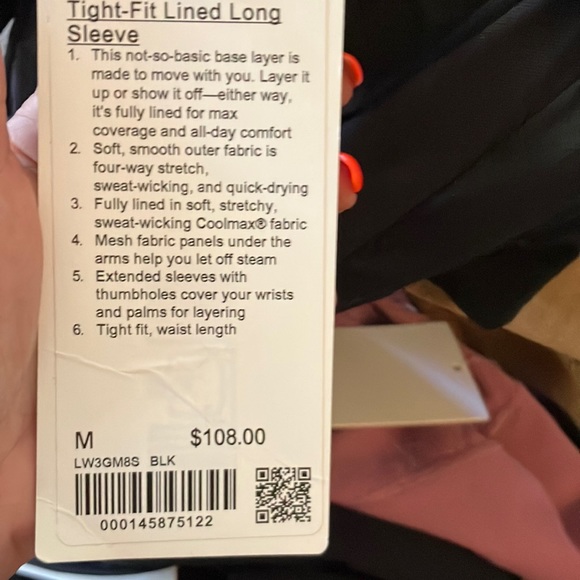 Tight-Fit Lined Long
Sleeve
1. This not-so-basic base layer is
made to move with you. Layer it
up or show it off—either way,
it's fully lined for max
coverage and all-day comfort
2. Soft, smooth outer fabric is
four-way stretch,
sweat-wicking, and quick-drying
3. Fully lined in soft, stretchy,
sweat-wicking Coolmax® fabric
4. Mesh fabric panels under the
arms help you let off steam
5. Extended sleeves with
thumbholes cover your wrists
and palms for layering
6. Tight fit, waist length
M $108.00
LW3GM8S BLK
000145875122